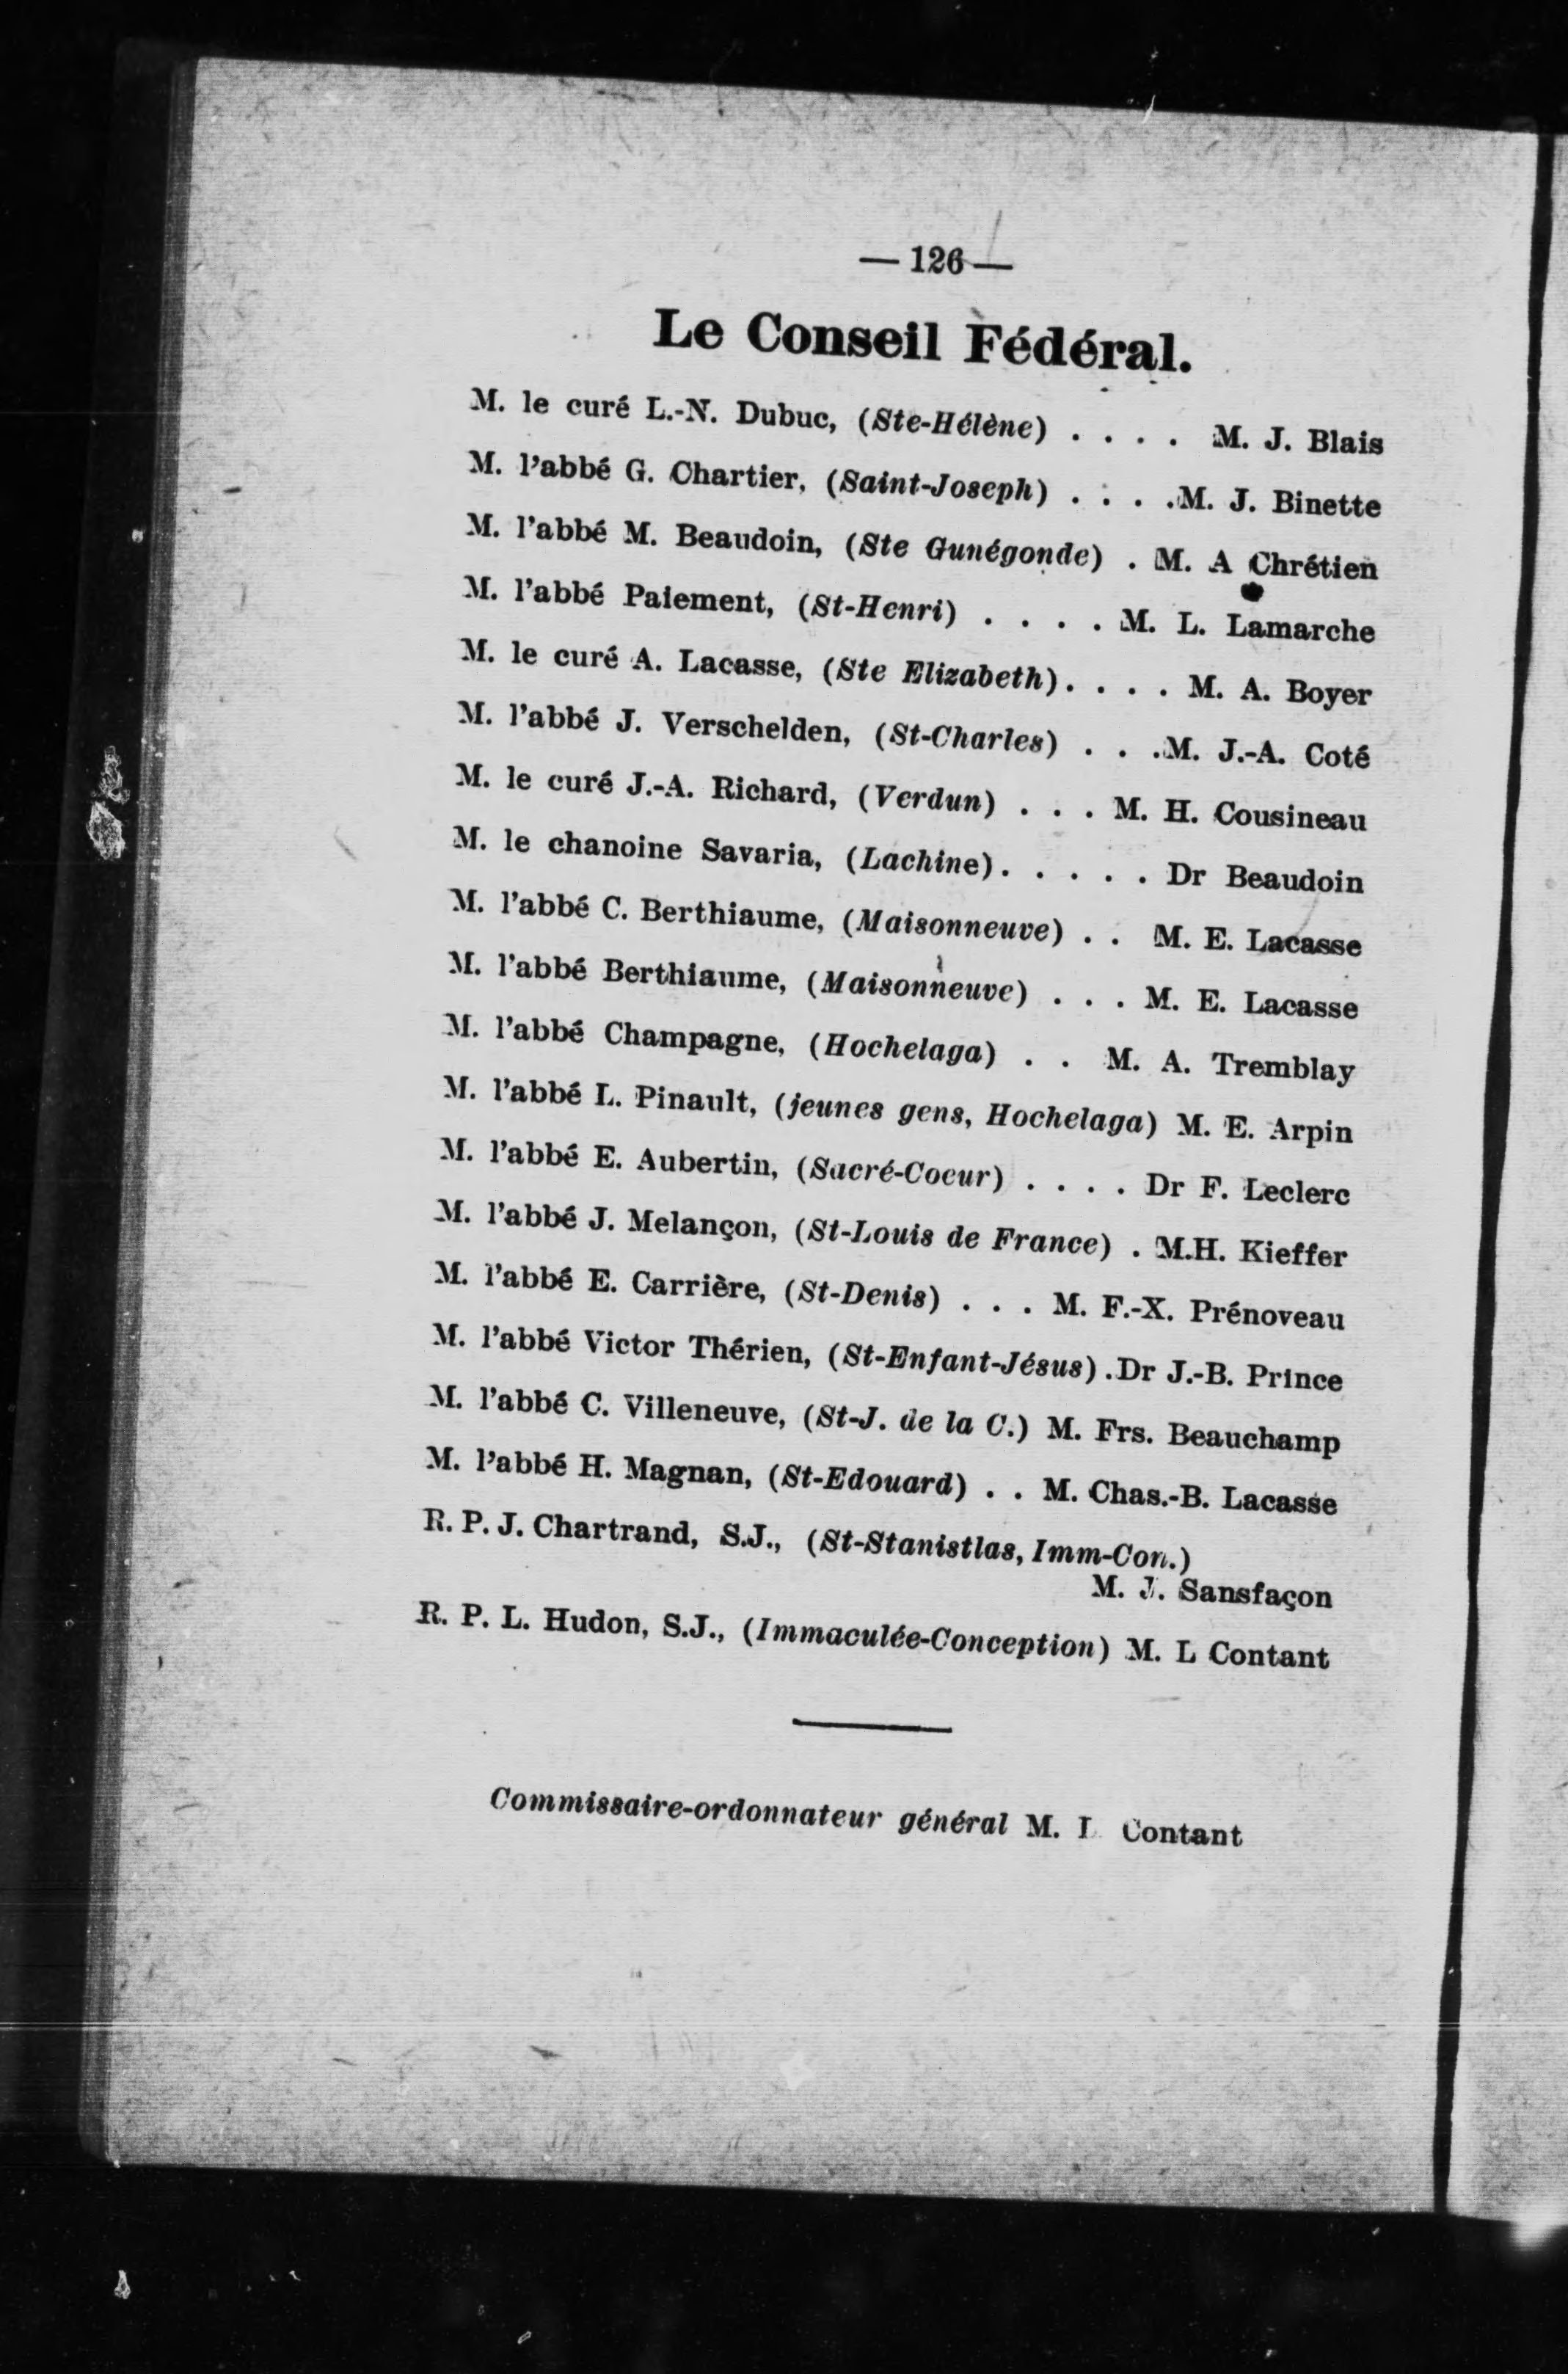 — 126 —
Le Conseil Fédéral.
M. le curé L.-N. Dubuc, (Ste-Hélène) . . . . M. J. Blais
M. l'abbé G. Chartier, (Saint-Joseph) . . . .M. J. Binette
M. l'abbé M. Beaudoin, (Ste Gunégonde) . M. A Chrétien
M. l'abbé Paiement, (St-Henri) . . . . M. L. Lamarche
M. le curé A. Lacasse, (Ste Elizabeth). . . . M. A. Boyer
M. l'abbé J. Verschelden, (St-Charles) . . .M. J.-A. Coté
M. le curé J.-A. Richard, (Verdun) . . . M. H. Cousineau
M. le chanoine Savaria, (Lachine). . . . . Dr Beaudoin
M. l'abbé C. Berthiaume, (Maisonneuve) . . M. E. Lacasse
M. l'abbé Berthiaume, (Maisonneuve) . . . M. E. Lacasse
M. l'abbé Champagne, (Hochelaga) . . M. A. Tremblay
M. l'abbé L. Pinault, (jeunes gens, Hochelaga) M. E. Arpin
M. l'abbé E. Aubertin, (Sacré-Coeur) . . . . Dr F. Leclerc
M. l'abbé J. Melançon, (St-Louis de France) . M.H. Kieffer
M. l'abbé E. Carrière, (St-Denis) . . . M. F.-X. Prénoveau
M. l'abbé Victor Thérien, (St-Enfant-Jésus) .Dr J.-B. Prince
M. l'abbé C. Villeneuve, (St-J. de la C.) M. Frs. Beauchamp
M. l'abbé H. Magnan, (St-Edouard) . . M. Chas.-B. Lacasse
R. P. J. Chartrand, S.J., (St-Stanistlas, Imm-Con.)
M. J. Sansfaçon
R. P. L. Hudon, S.J., (Immaculée-Conception) M. L Contant
Commissaire-ordonnateur général M. L Contant